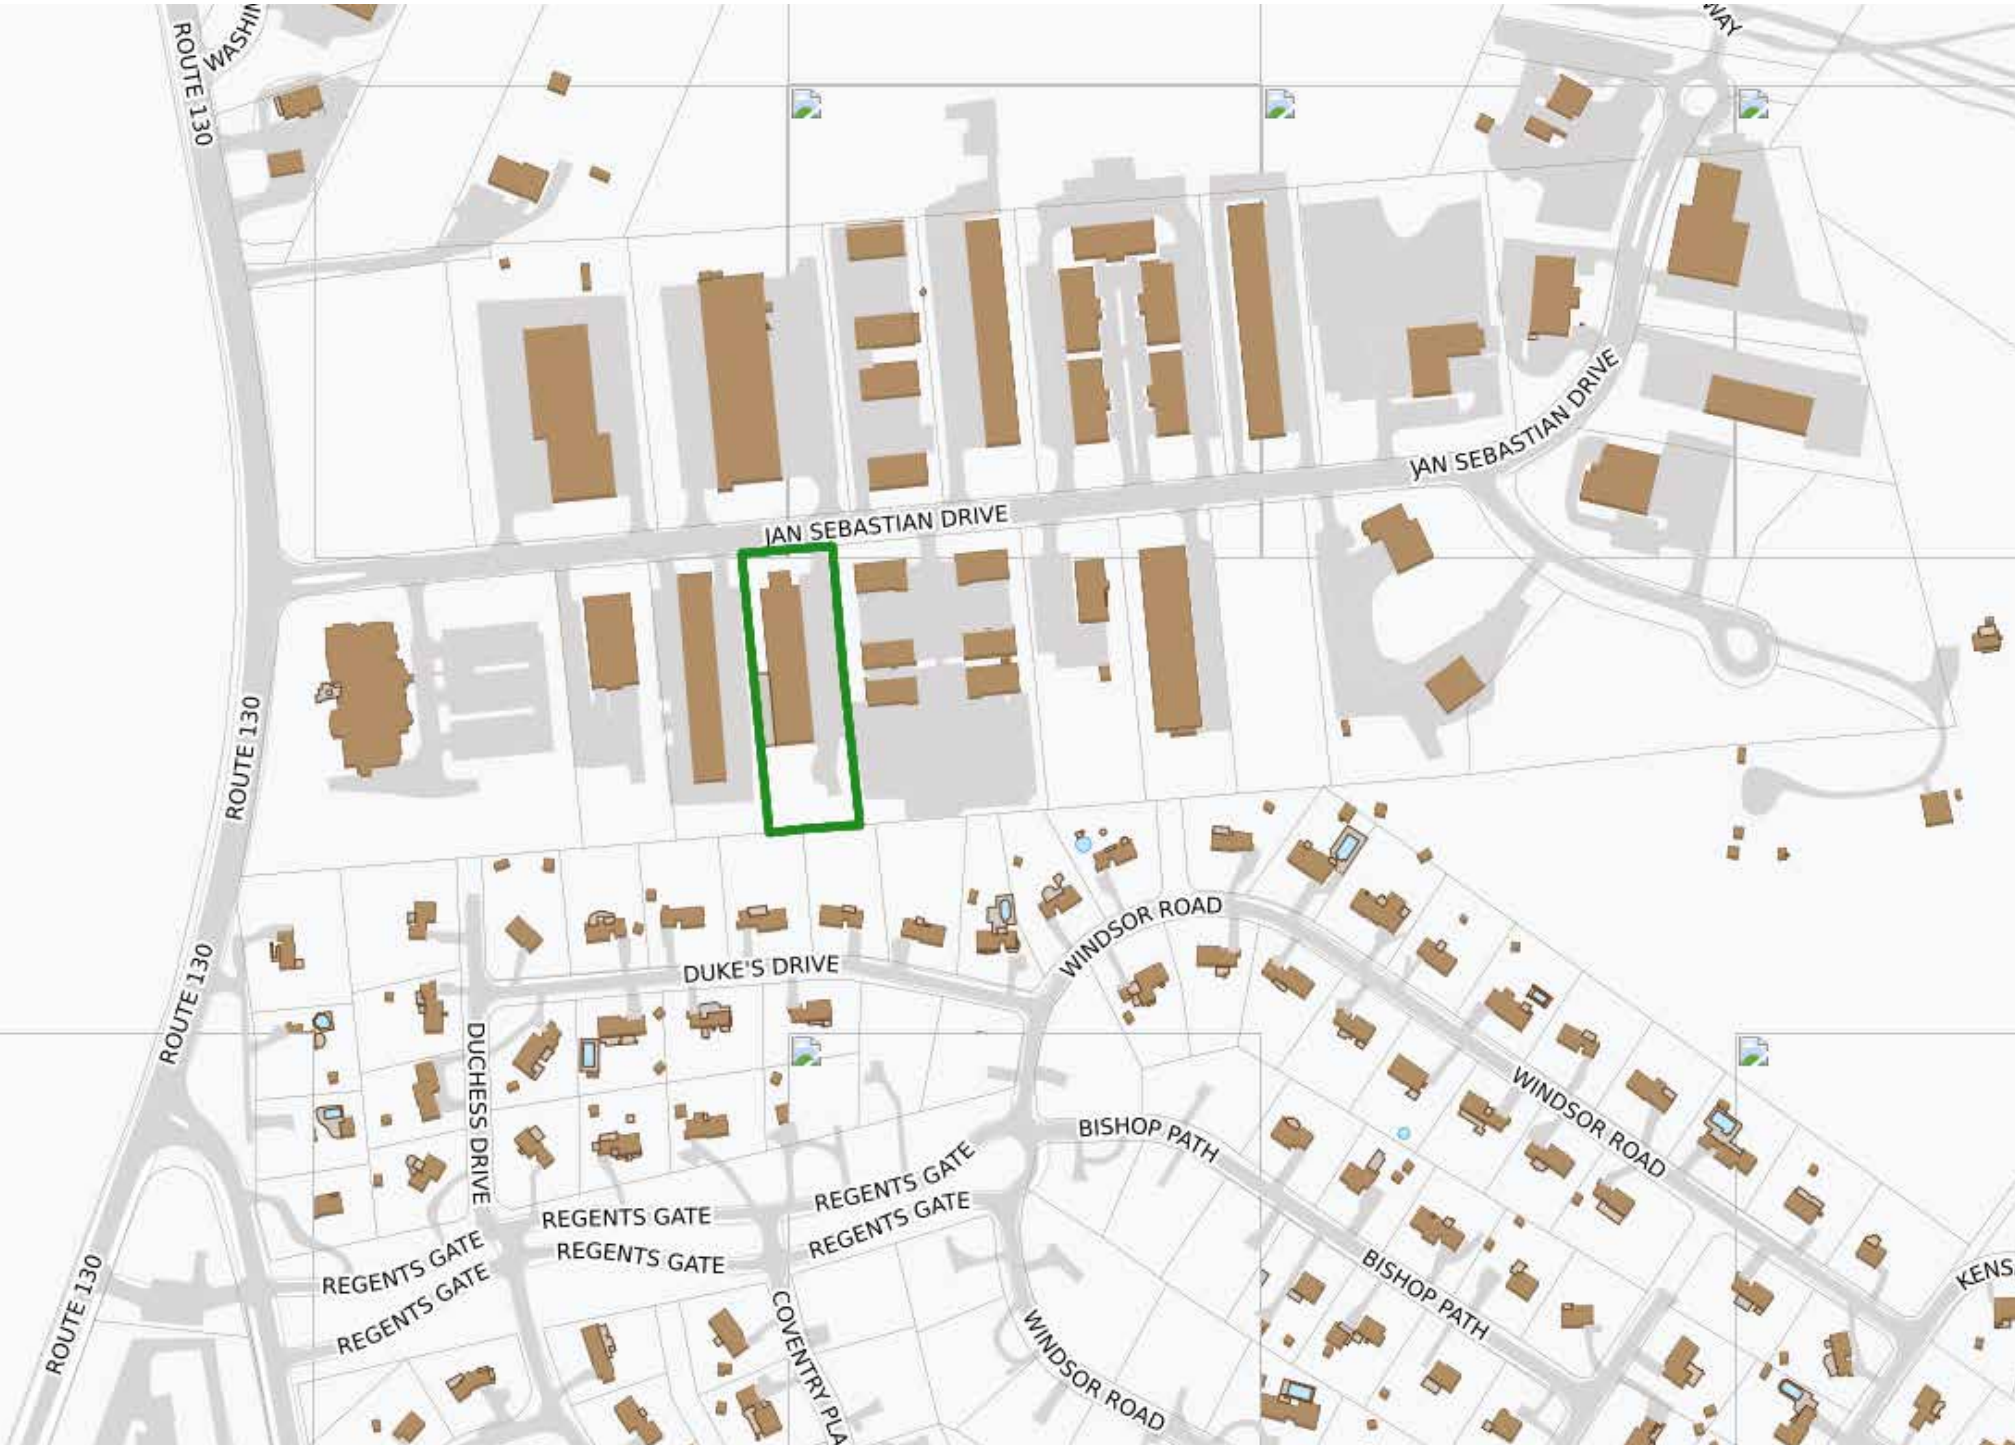 WAY
WASHIN
ROUTE 130
JAN SEBASTIAN DRIVE
JAN SEBASTIAN DRIVE
ROUTE 130
WINDSOR ROAD
DUKE'S DRIVE
ROUTE 130
DUCHESS DRIVE
WINDSOR ROAD
BISHOP PATH
REGENTS GATE
REGENTS GATE
REGENTS GATE
REGENTS GATE
REGENTS GATE
REGENTS GATE
KENS
BISHOP PATH
ROUTE 130
COVENTRY PLA
WINDSOR ROAD